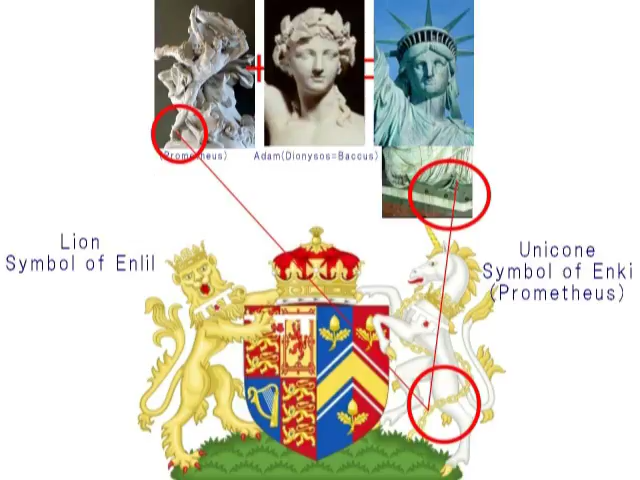 (Prometheus)
Adam(Dionysos=Baccus)
Lion
Symbol of Enlil
Unicone
Symbol of Enki
(Prometheus)